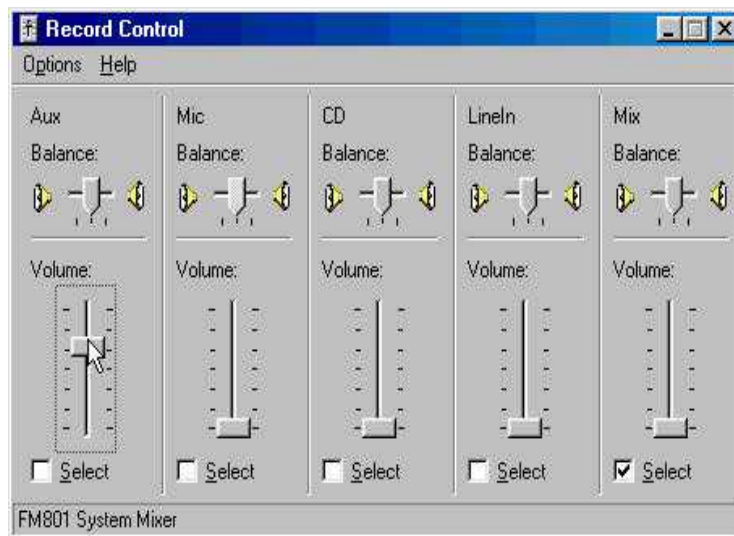 Record Control
Options Help
Aux Mic CD LineIn Mix
Balance: Balance: Balance: Balance: Balance:
Volume: Volume: Volume: Volume: Volume:
Select Select Select Select Select
FM801 System Mixer